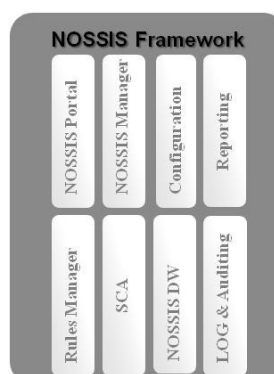 NOSSIS Framework
NOSSIS Portal
NOSSIS Manager
Configuration
Reporting
Rules Manager
SCA
NOSSIS DW
LOG & Auditing